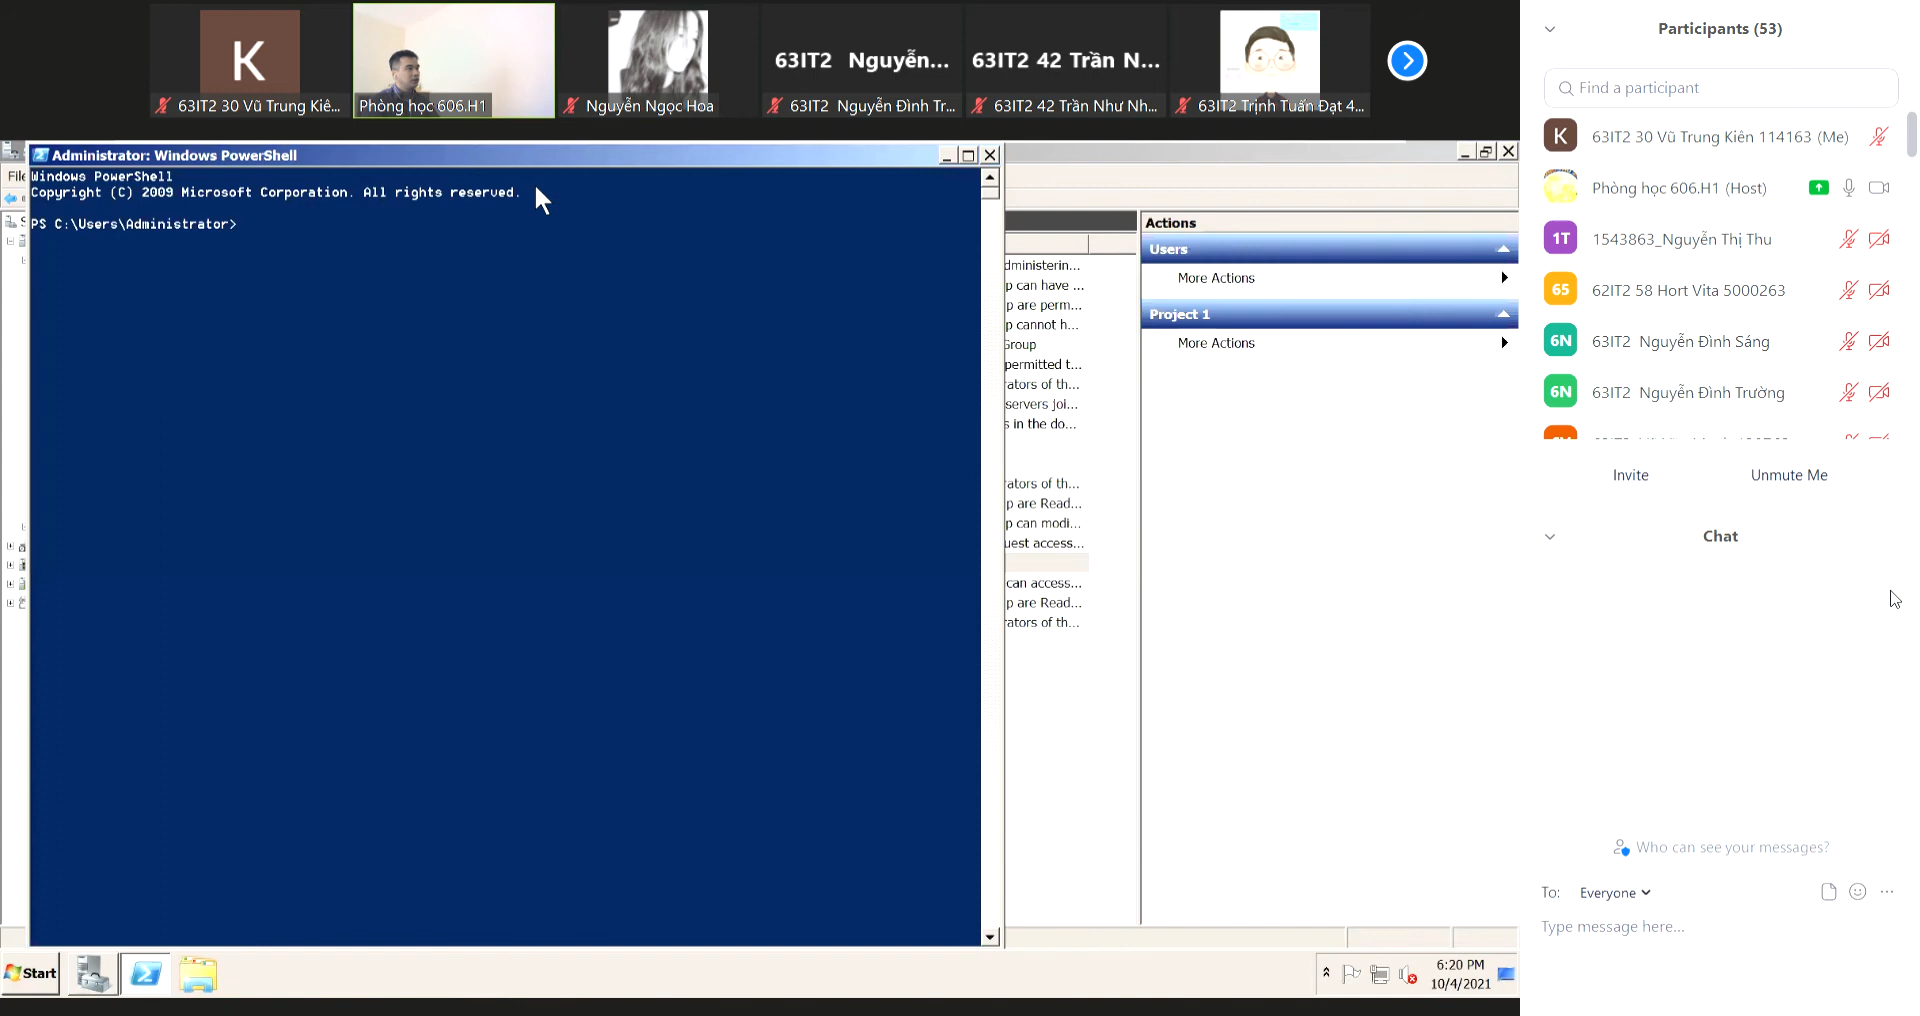 K
63IT2 30 Vũ Trung Kiê...
Phòng học 606.H1
Nguyễn Ngọc Hoa
63IT2 Nguyễn...
63IT2 Nguyễn Đình Tr...
63IT2 42 Trần N...
63IT2 42 Trần Như Nh...
63IT2 Trịnh Tuấn Đạt 4...
Administrator: Windows PowerShell
Windows PowerShell
Copyright (C) 2009 Microsoft Corporation. All rights reserved.
PS C:\Users\Administrator>
File
dministerin...
p can have ...
p are perm...
p cannot h...
Group
permitted t...
ators of th...
servers joi...
s in the do...
ators of th...
p are Read...
p can modi...
uest access...
can access...
p are Read...
ators of th...
Actions
Users
More Actions
Project 1
More Actions
Start
6:20 PM
10/4/2021
Participants (53)
Find a participant
K
63IT2 30 Vũ Trung Kiên 114163 (Me)
Phòng học 606.H1 (Host)
1T
1543863_Nguyễn Thị Thu
65
62IT2 58 Hort Vita 5000263
6N
63IT2 Nguyễn Đình Sáng
6N
63IT2 Nguyễn Đình Trường
Invite
Unmute Me
Chat
Who can see your messages?
To: Everyone
Type message here...